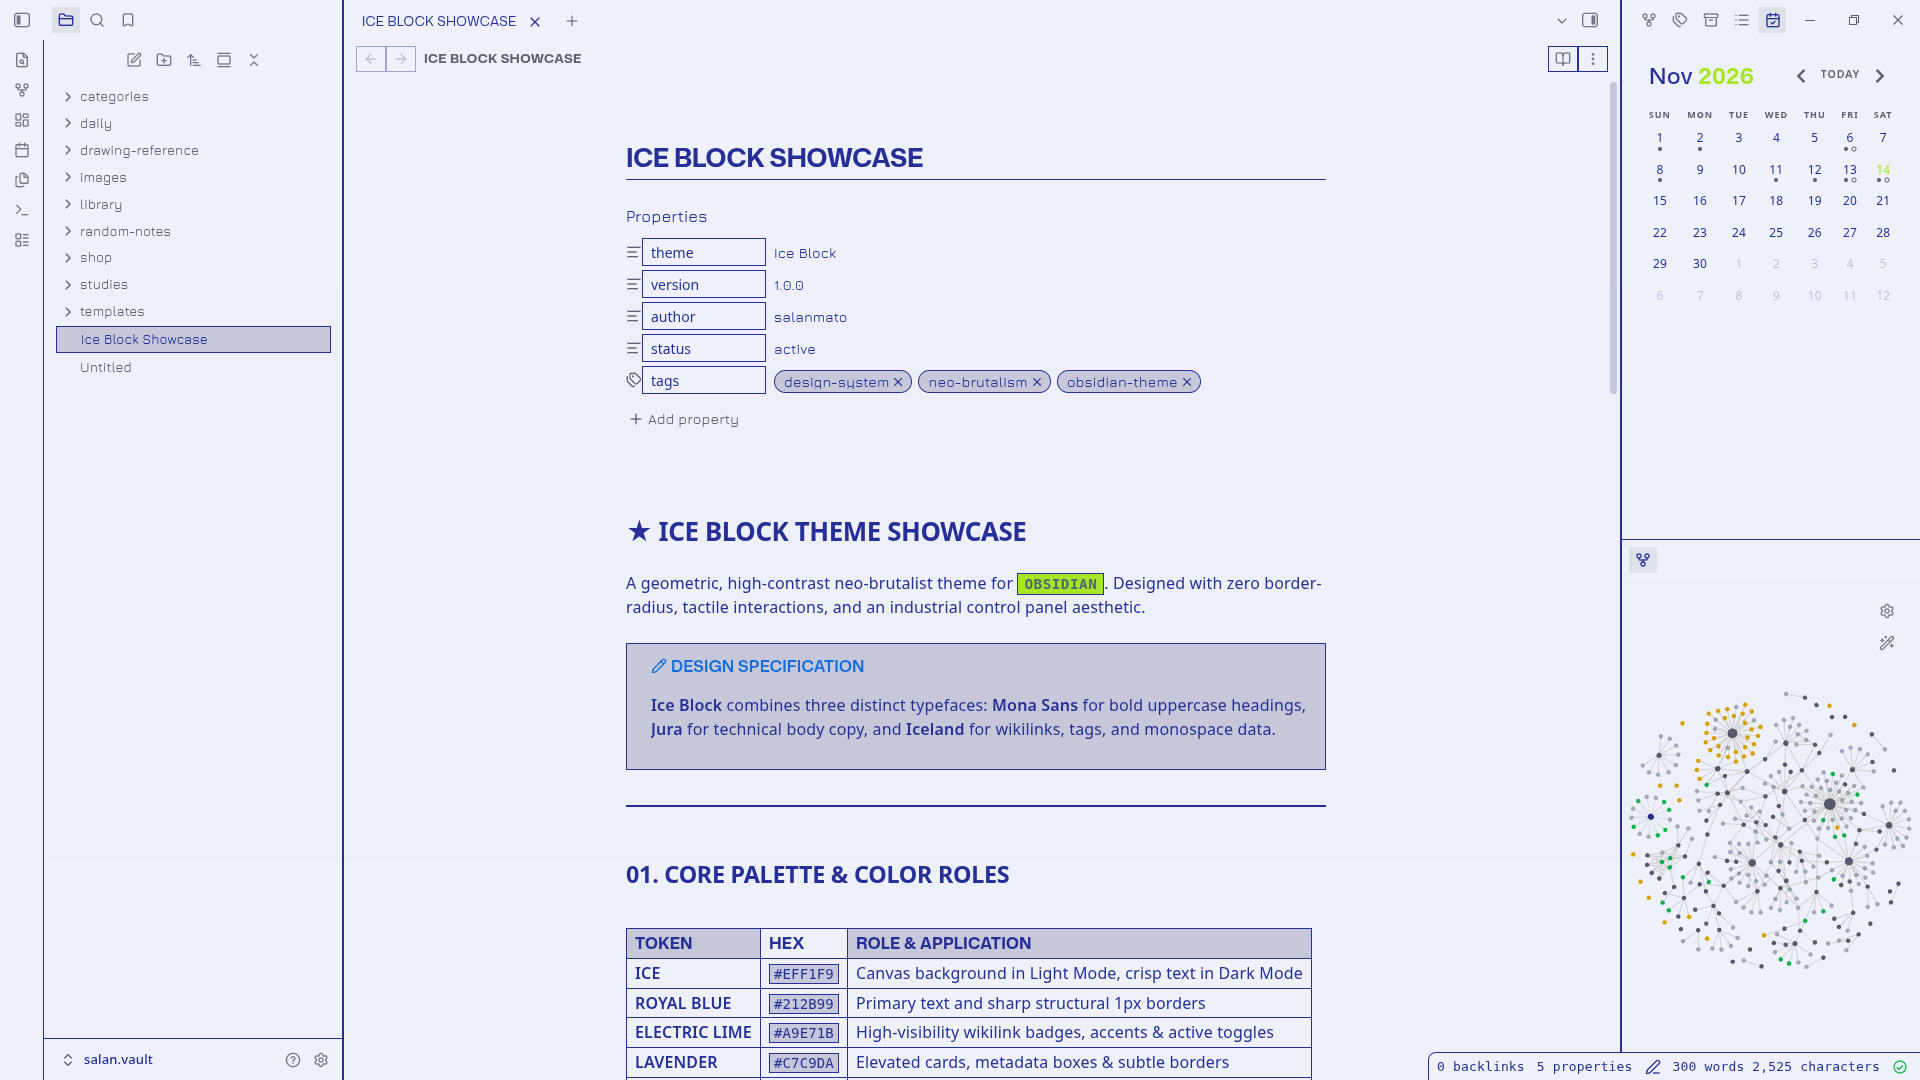 ICE BLOCK SHOWCASE
ICE BLOCK SHOWCASE
categories
daily
drawing-reference
images
library
random-notes
shop
studies
templates
Ice Block Showcase
Untitled
salan.vault
ICE BLOCK SHOWCASE
Properties
theme Ice Block
version 1.0.0
author salanmato
status active
tags design-system neo-brutalism obsidian-theme
Add property
★ ICE BLOCK THEME SHOWCASE
A geometric, high-contrast neo-brutalist theme for OBSIDIAN. Designed with zero border-
radius, tactile interactions, and an industrial control panel aesthetic.
DESIGN SPECIFICATION
Ice Block combines three distinct typefaces: Mona Sans for bold uppercase headings,
Jura for technical body copy, and Iceland for wikilinks, tags, and monospace data.
01. CORE PALETTE & COLOR ROLES
TOKEN HEX ROLE & APPLICATION
ICE #EFF1F9 Canvas background in Light Mode, crisp text in Dark Mode
ROYAL BLUE #212B99 Primary text and sharp structural 1px borders
ELECTRIC LIME #A9E71B High-visibility wikilink badges, accents & active toggles
LAVENDER #C7C9DA Elevated cards, metadata boxes & subtle borders
Nov 2026 TODAY
SUN MON TUE WED THU FRI SAT
1 2 3 4 5 6 7
8 9 10 11 12 13 14
15 16 17 18 19 20 21
22 23 24 25 26 27 28
29 30 1 2 3 4 5
6 7 8 9 10 11 12
0 backlinks 5 properties 300 words 2,525 characters